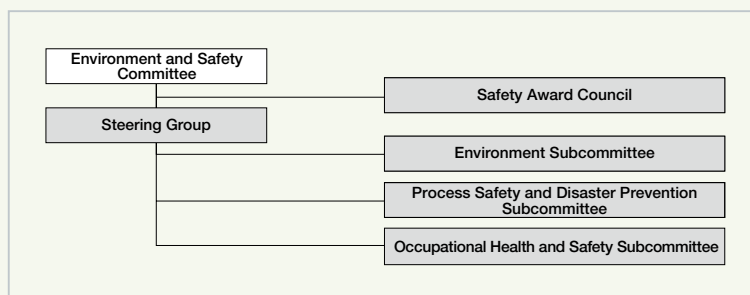 Environment and Safety
Committee
Safety Award Council
Steering Group
Environment Subcommittee
Process Safety and Disaster Prevention
Subcommittee
Occupational Health and Safety Subcommittee